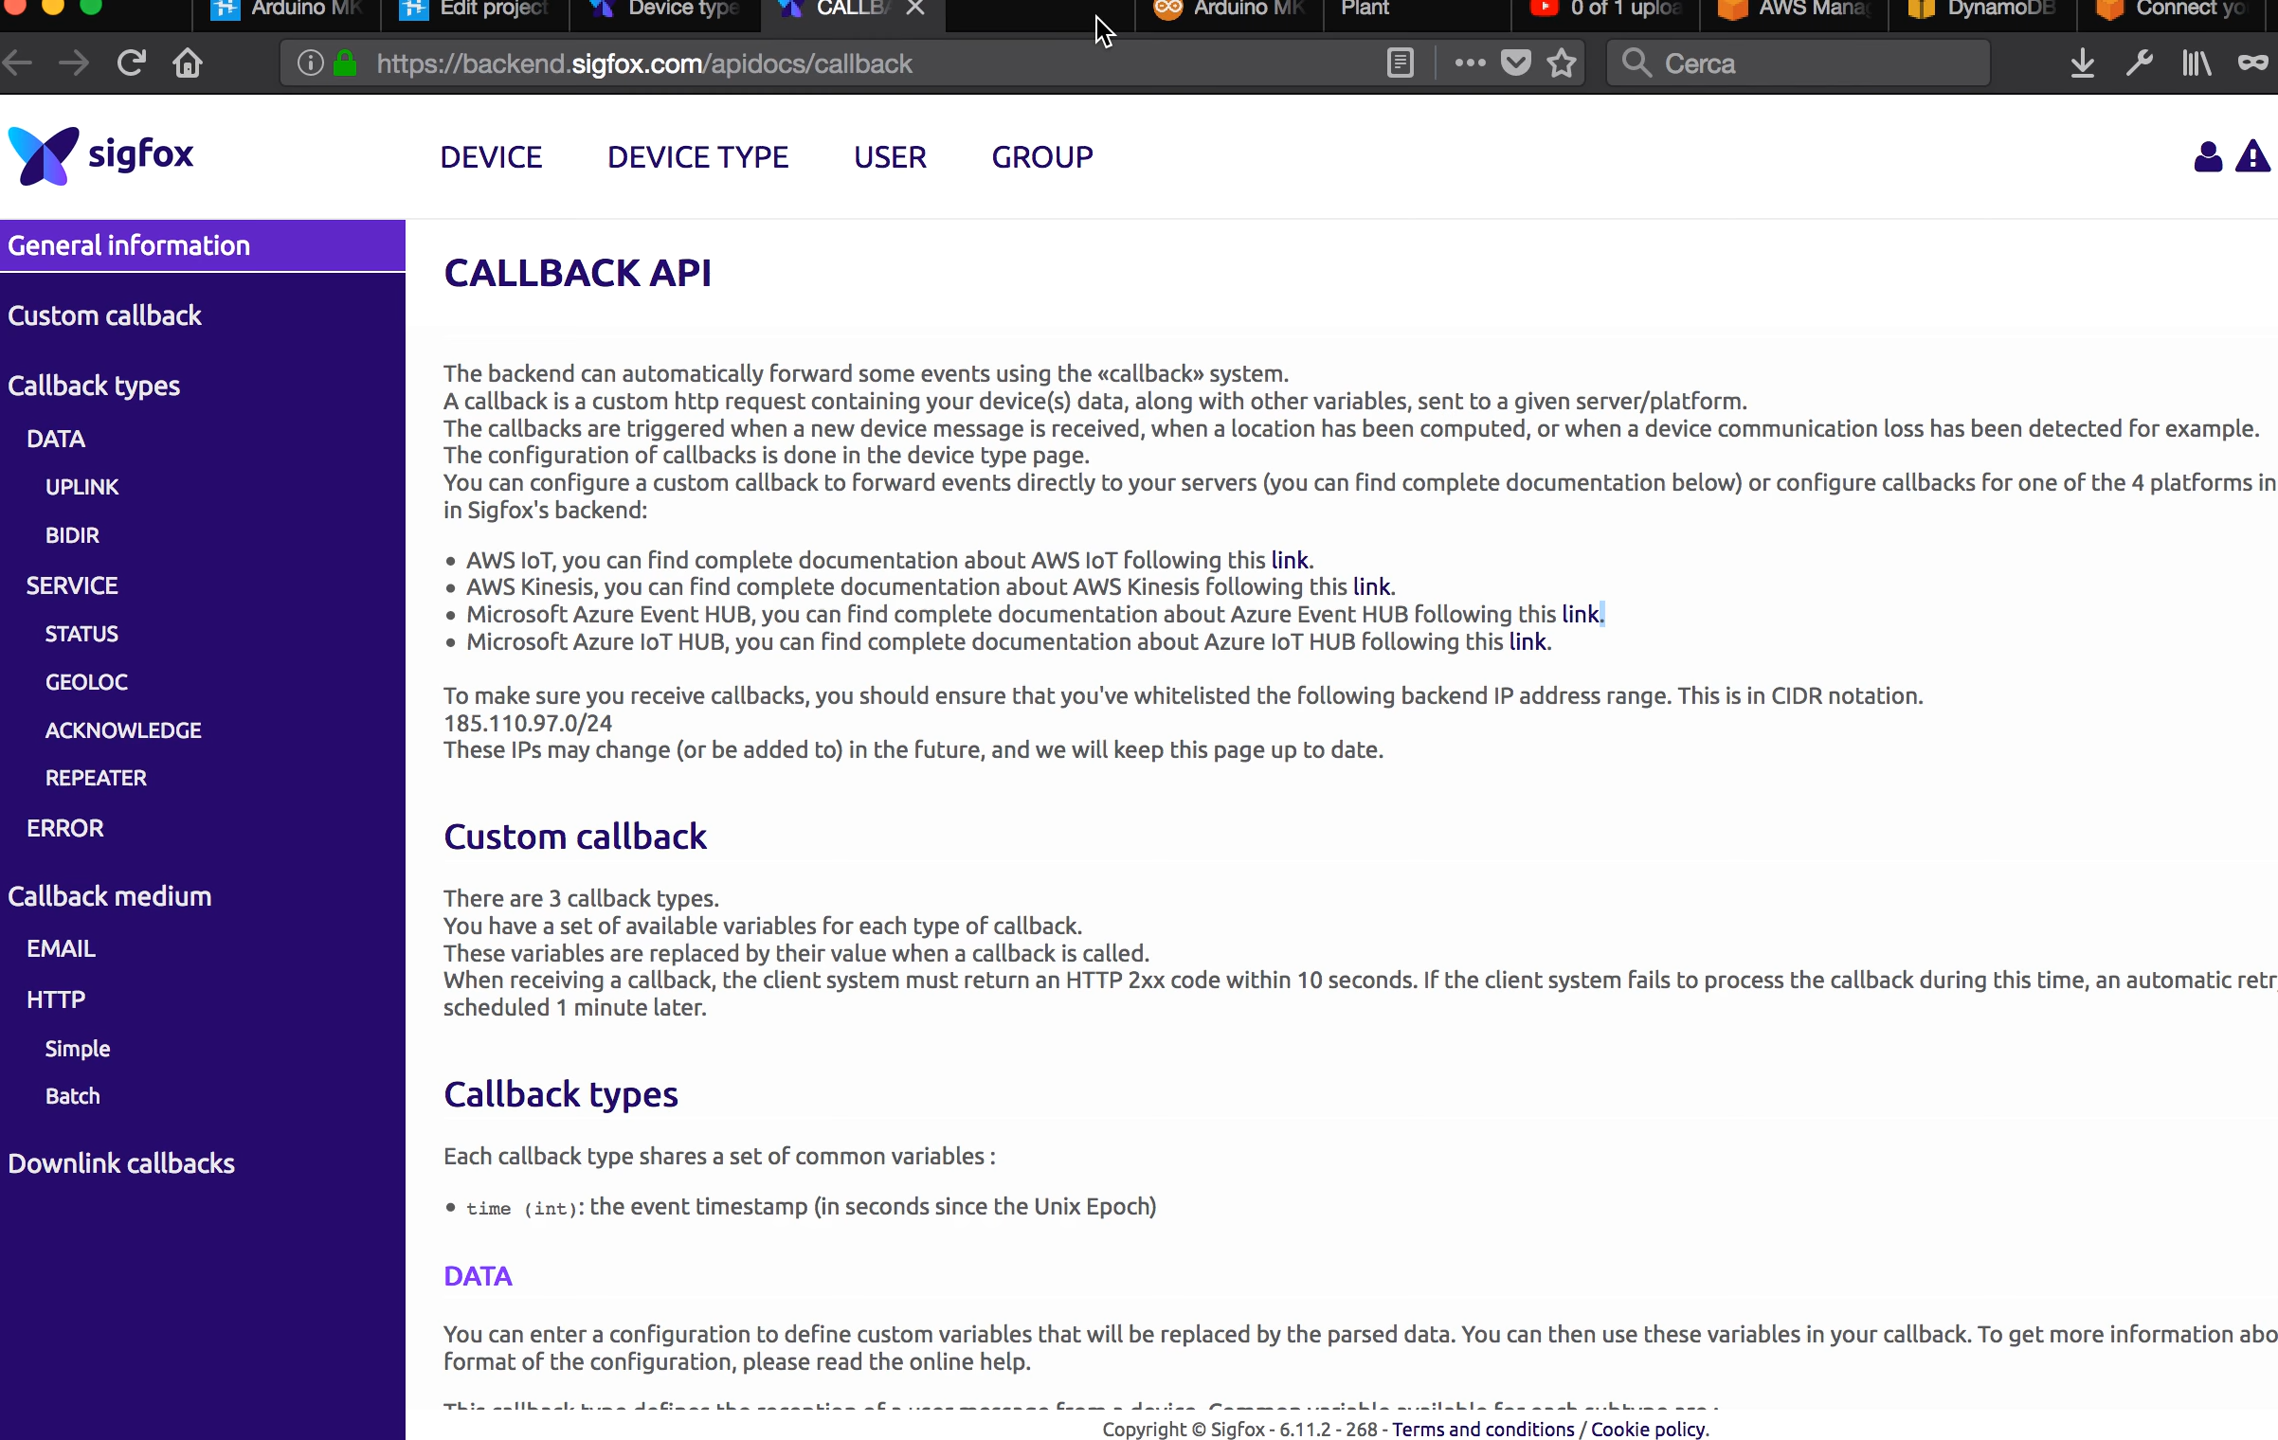 Arduino MK
Edit project
Device type
CALLBA
Arduino MK
Plant
0 of 1 uploa
AWS Mana
DynamoDB
Connect yo
https://backend.sigfox.com/apidocs/callback
Cerca
sigfox
DEVICE
DEVICE TYPE
USER
GROUP
General information
Custom callback
Callback types
DATA
UPLINK
BIDIR
SERVICE
STATUS
GEOLOC
ACKNOWLEDGE
REPEATER
ERROR
Callback medium
EMAIL
HTTP
Simple
Batch
Downlink callbacks
CALLBACK API
The backend can automatically forward some events using the «callback» system.
A callback is a custom http request containing your device(s) data, along with other variables, sent to a given server/platform.
The callbacks are triggered when a new device message is received, when a location has been computed, or when a device communication loss has been detected for example.
The configuration of callbacks is done in the device type page.
You can configure a custom callback to forward events directly to your servers (you can find complete documentation below) or configure callbacks for one of the 4 platforms in
in Sigfox's backend:
• AWS IoT, you can find complete documentation about AWS IoT following this link.
• AWS Kinesis, you can find complete documentation about AWS Kinesis following this link.
• Microsoft Azure Event HUB, you can find complete documentation about Azure Event HUB following this link.
• Microsoft Azure IoT HUB, you can find complete documentation about Azure IoT HUB following this link.
To make sure you receive callbacks, you should ensure that you've whitelisted the following backend IP address range. This is in CIDR notation.
185.110.97.0/24
These IPs may change (or be added to) in the future, and we will keep this page up to date.
Custom callback
There are 3 callback types.
You have a set of available variables for each type of callback.
These variables are replaced by their value when a callback is called.
When receiving a callback, the client system must return an HTTP 2xx code within 10 seconds. If the client system fails to process the callback during this time, an automatic retr
scheduled 1 minute later.
Callback types
Each callback type shares a set of common variables :
• time (int): the event timestamp (in seconds since the Unix Epoch)
DATA
You can enter a configuration to define custom variables that will be replaced by the parsed data. You can then use these variables in your callback. To get more information abo
format of the configuration, please read the online help.
This callback type defines the reception of a user message from a device. Common variable available for each subtype are :
Copyright © Sigfox - 6.11.2 - 268 - Terms and conditions / Cookie policy.